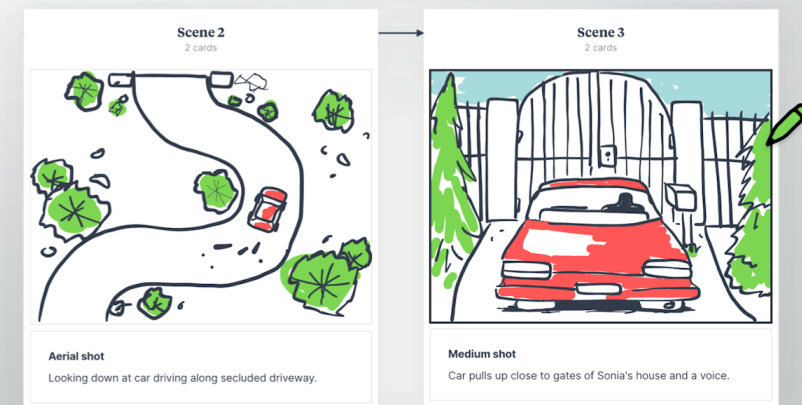 Scene 2
2 cards
Aerial shot
Looking down at car driving along secluded driveway.
Scene 3
2 cards
Medium shot
Car pulls up close to gates of Sonia's house and a voice.